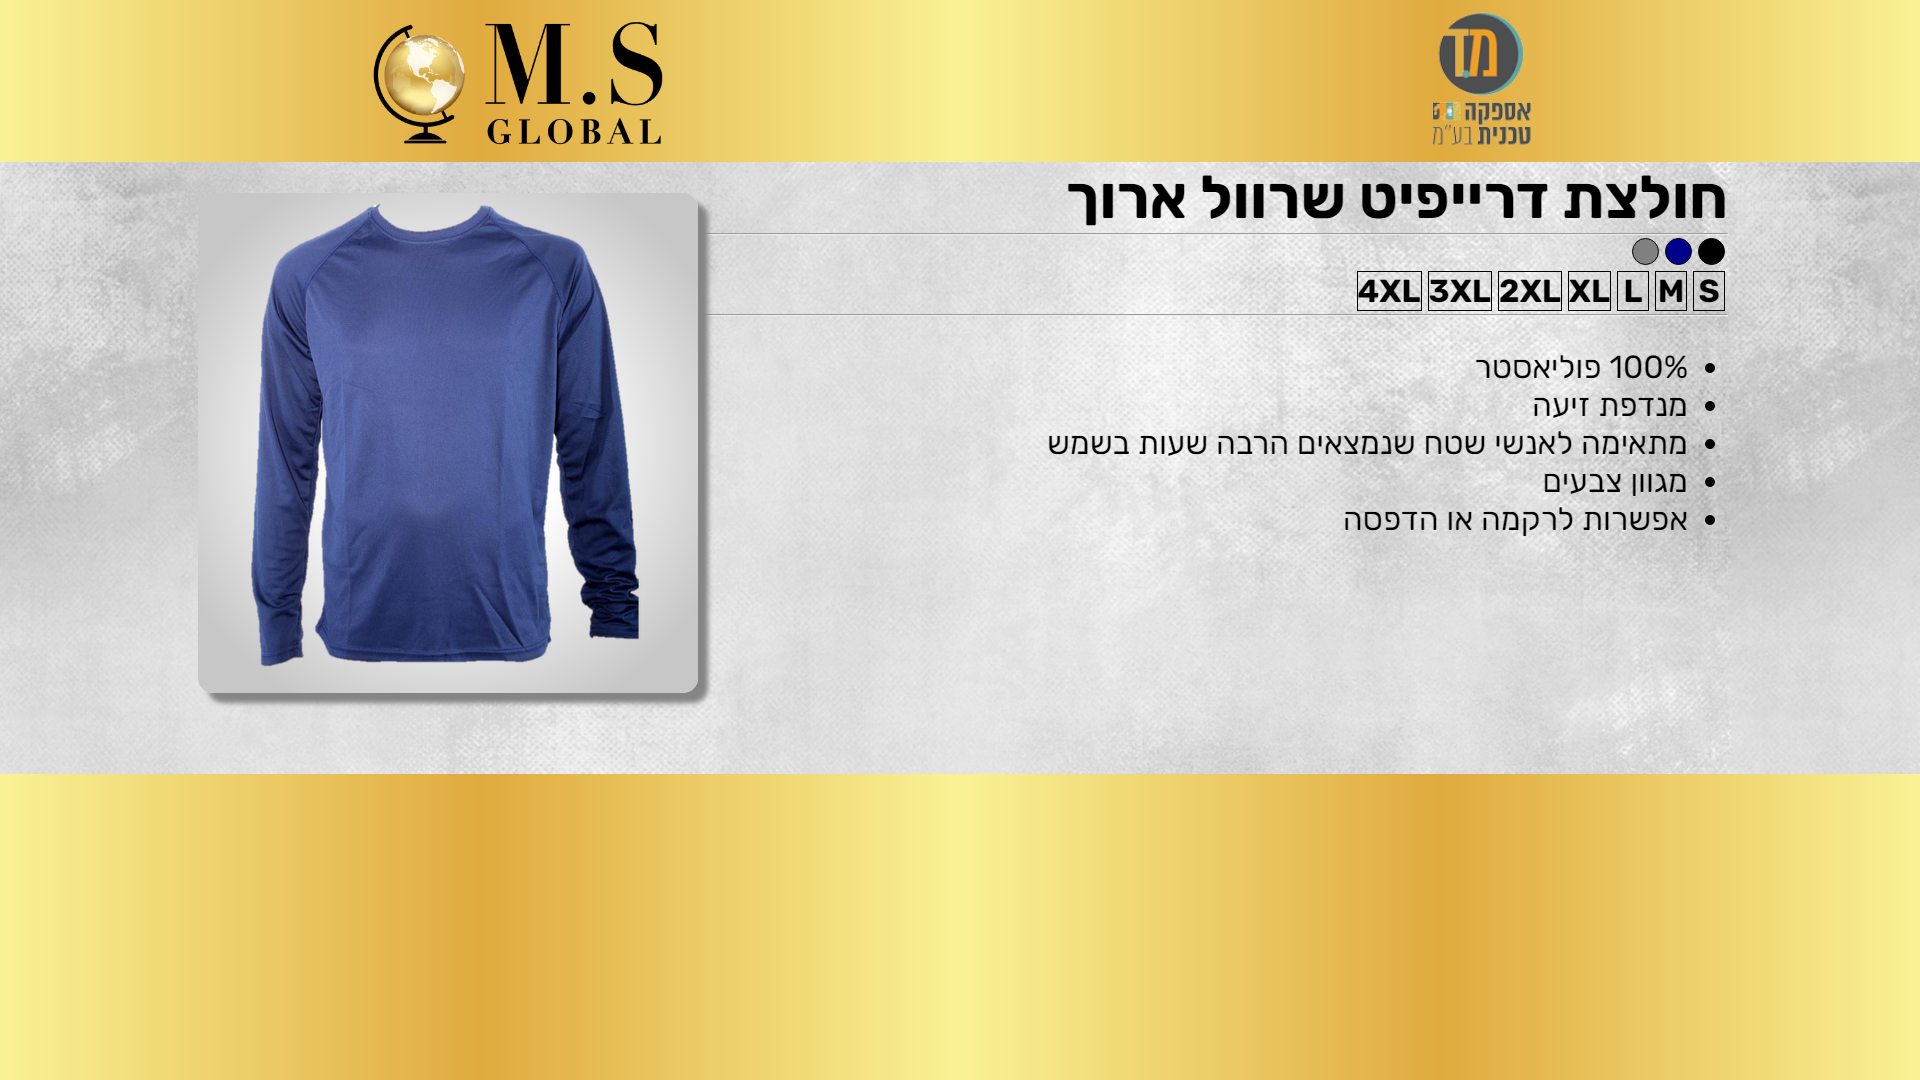 M.S
GLOBAL
מ.ד
אספקה
טכנית בע"מ
חולצת דרייפיט שרוול ארוך
S M L XL 2XL 3XL 4XL
100% פוליאסטר
מנדפת זיעה
מתאימה לאנשי שטח שנמצאים הרבה שעות בשמש
מגוון צבעים
אפשרות לרקמה או הדפסה